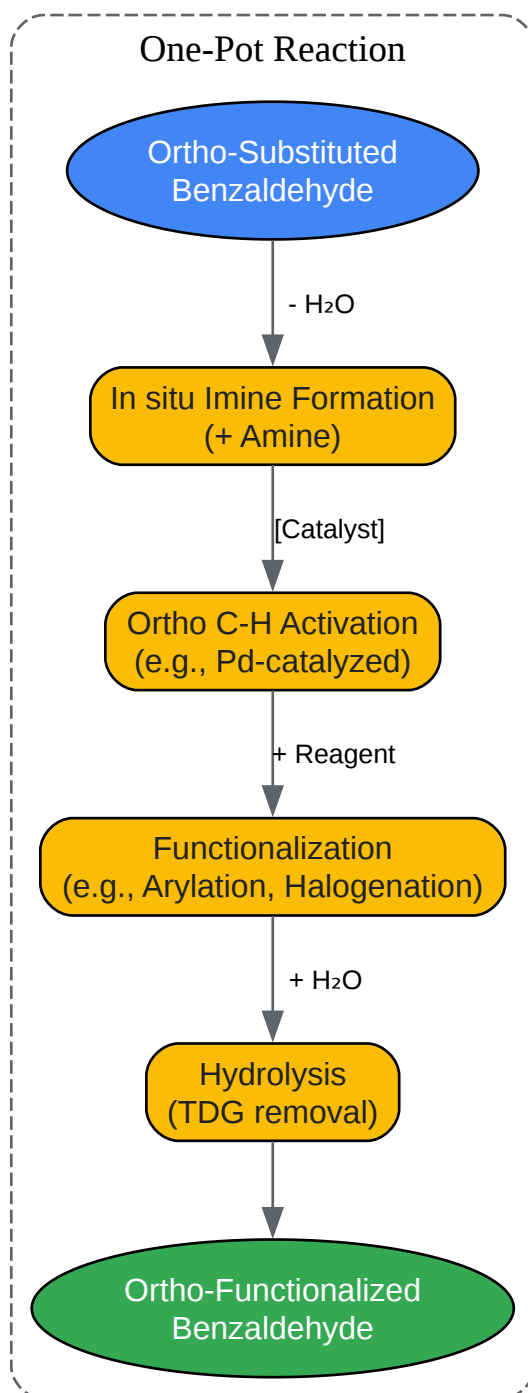 One-Pot Reaction
Ortho-Substituted
Benzaldehyde
- H₂O
In situ Imine Formation
(+ Amine)
[Catalyst]
Ortho C-H Activation
(e.g., Pd-catalyzed)
+ Reagent
Functionalization
(e.g., Arylation, Halogenation)
+ H₂O
Hydrolysis
(TDG removal)
Ortho-Functionalized
Benzaldehyde